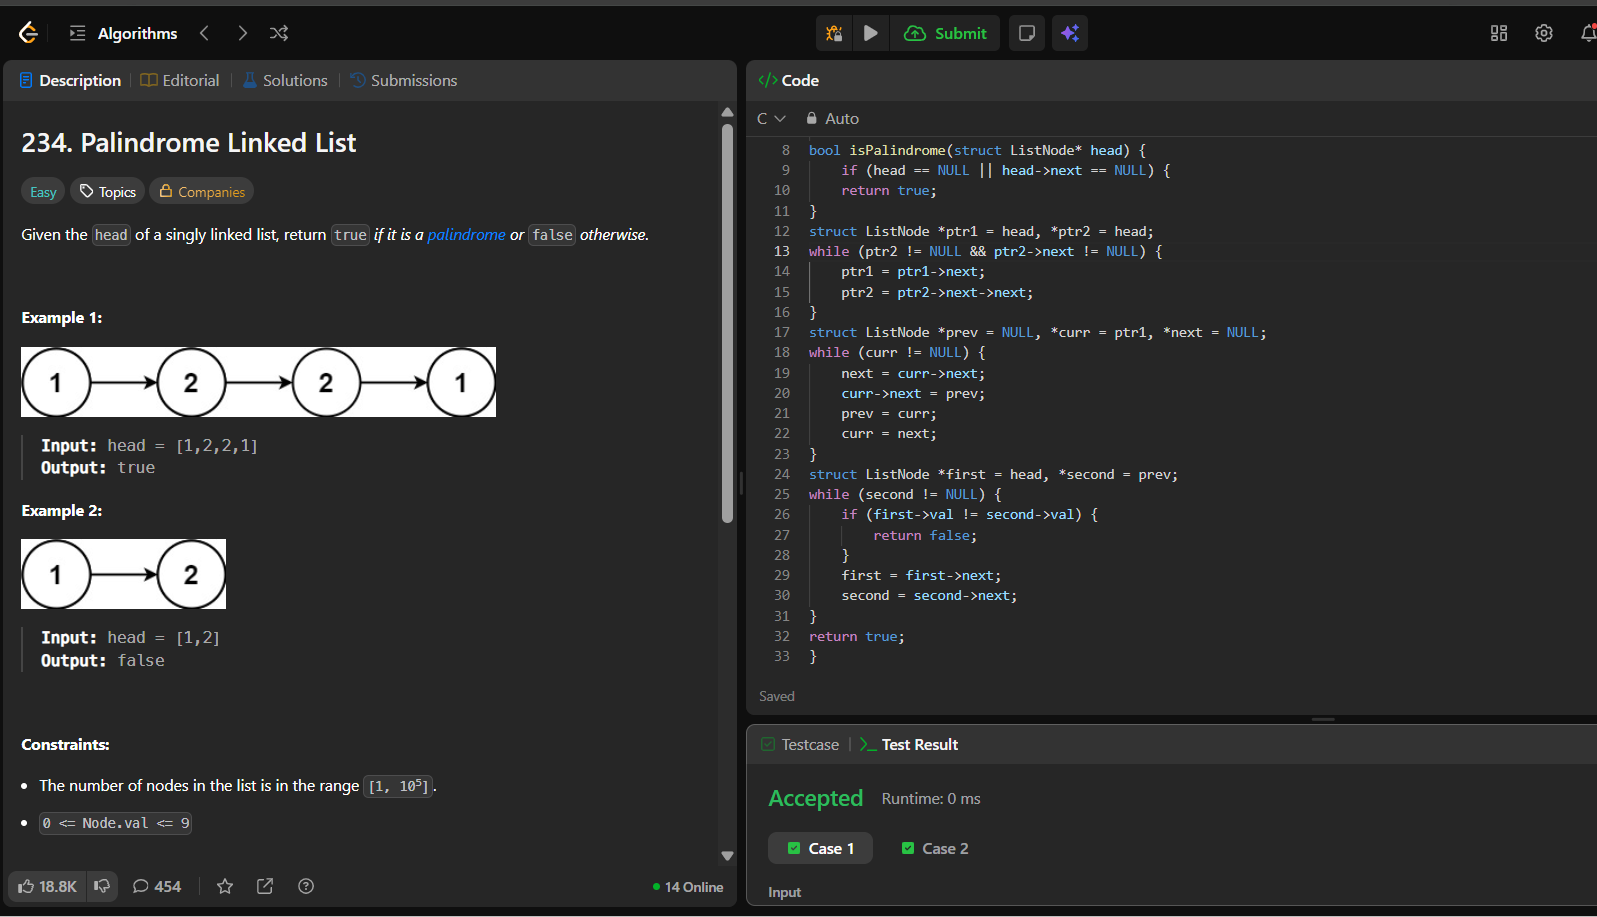 Algorithms
Submit
Description
Editorial
Solutions
Submissions
234. Palindrome Linked List
Easy
Topics
Companies
Given the head of a singly linked list, return true if it is a palindrome or false otherwise.
Example 1:
1 2 2 1
Input: head = [1,2,2,1]
Output: true
Example 2:
1 2
Input: head = [1,2]
Output: false
Constraints:
The number of nodes in the list is in the range [1, 10⁵].
0 <= Node.val <= 9
18.8K
454
14 Online
</> Code
C
Auto
8 bool isPalindrome(struct ListNode* head) {
9 if (head == NULL || head->next == NULL) {
10 return true;
11 }
12 struct ListNode *ptr1 = head, *ptr2 = head;
13 while (ptr2 != NULL && ptr2->next != NULL) {
14 ptr1 = ptr1->next;
15 ptr2 = ptr2->next->next;
16 }
17 struct ListNode *prev = NULL, *curr = ptr1, *next = NULL;
18 while (curr != NULL) {
19 next = curr->next;
20 curr->next = prev;
21 prev = curr;
22 curr = next;
23 }
24 struct ListNode *first = head, *second = prev;
25 while (second != NULL) {
26 if (first->val != second->val) {
27 return false;
28 }
29 first = first->next;
30 second = second->next;
31 }
32 return true;
33 }
Saved
Testcase
>_ Test Result
Accepted
Runtime: 0 ms
Case 1
Case 2
Input